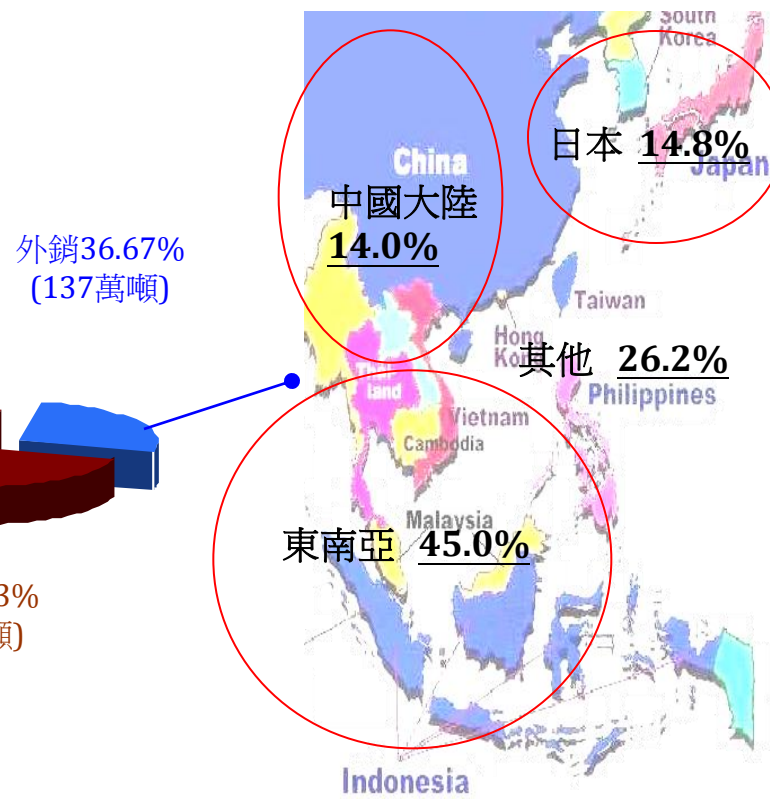 South
Korea
日本 14.8%
Japan
China
中國大陸
14.0%
外銷36.67%
(137萬噸)
Taiwan
Hong
Kong
其他 26.2%
Philippines
Thai
land
Vietnam
Cambodia
Malaysia
東南亞 45.0%
3%
噸)
Indonesia